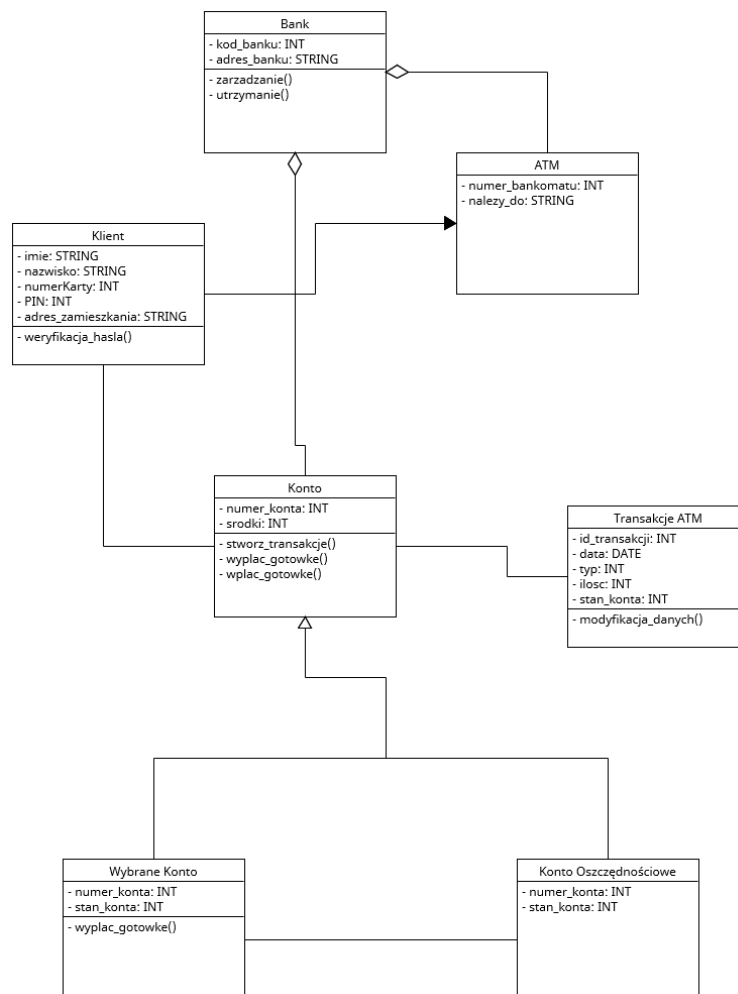 Bank
- kod_banku: INT
- adres_banku: STRING
- zarzadzanie()
- utrzymanie()
ATM
- numer_bankomatu: INT
- nalezy_do: STRING
Klient
- imie: STRING
- nazwisko: STRING
- numerKarty: INT
- PIN: INT
- adres_zamieszkania: STRING
- weryfikacja_hasla()
Konto
- numer_konta: INT
- srodki: INT
- stworz_transakcje()
- wyplac_gotowke()
- wplac_gotowke()
Transakcje ATM
- id_transakcji: INT
- data: DATE
- typ: INT
- ilosc: INT
- stan_konta: INT
- modyfikacja_danych()
Wybrane Konto
- numer_konta: INT
- stan_konta: INT
- wyplac_gotowke()
Konto Oszczędnościowe
- numer_konta: INT
- stan_konta: INT